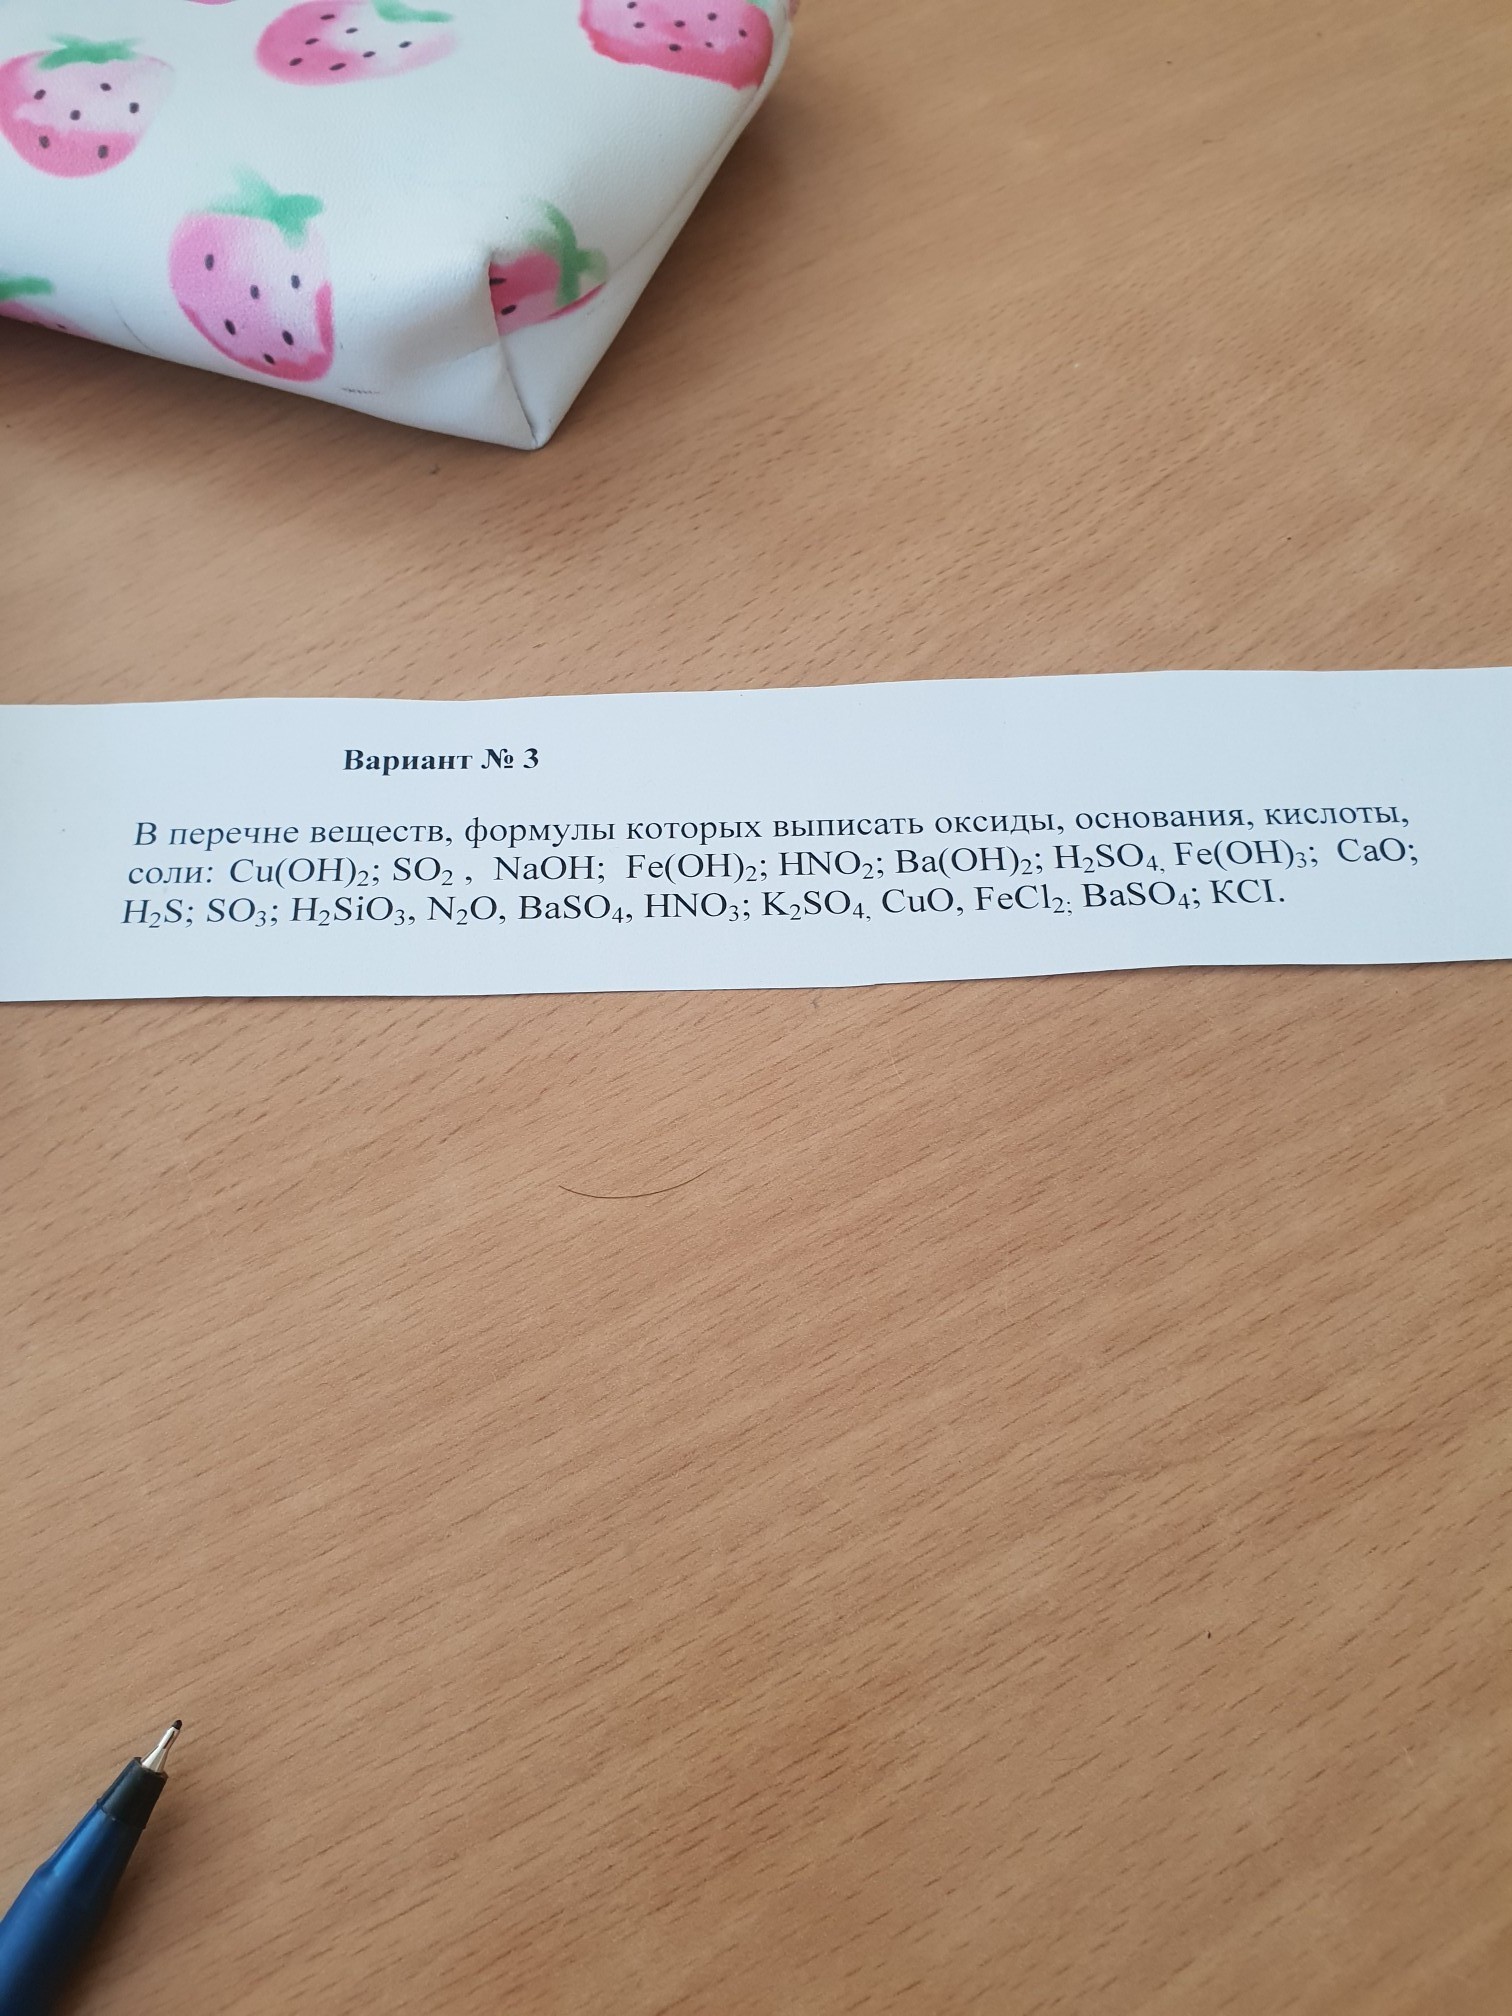 Вариант № 3
В перечне веществ, формулы которых выписать оксиды, основания, кислоты,
соли: Cu(OH)₂; SO₂ , NaOH; Fe(OH)₂; HNO₂; Ba(OH)₂; H₂SO₄, Fe(OH)₃; CaO;
H₂S; SO₃; H₂SiO₃, N₂O, BaSO₄, HNO₃; K₂SO₄, CuO, FeCl₂; BaSO₄; KCI.